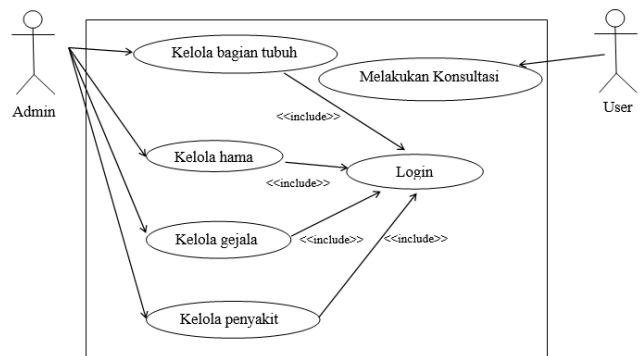 Kelola bagian tubuh
Melakukan Konsultasi
Admin
User
<<include>>
Kelola hama
Login
<<include>>
Kelola gejala
<<include>>
<<include>>
Kelola penyakit